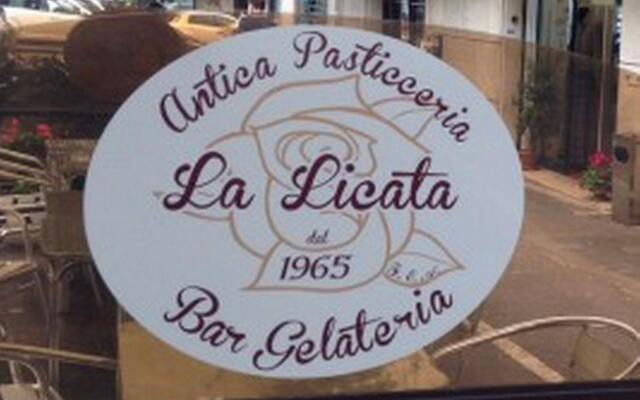 Antica Pasticceria
La Licata
dal
1965
Bar Gelateria